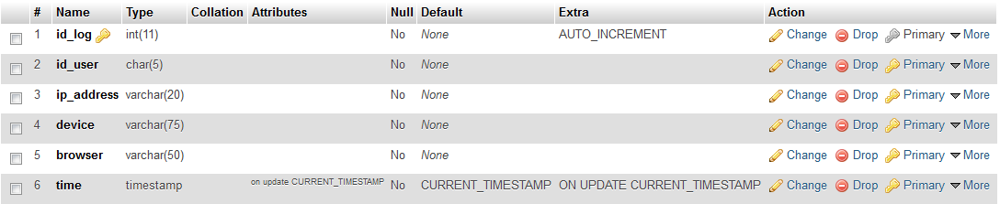 # Name Type Collation Attributes Null Default Extra Action
1 id_log int(11) No None AUTO_INCREMENT Change Drop Primary More
2 id_user char(5) No None Change Drop Primary More
3 ip_address varchar(20) No None Change Drop Primary More
4 device varchar(75) No None Change Drop Primary More
5 browser varchar(50) No None Change Drop Primary More
6 time timestamp on update CURRENT_TIMESTAMP No CURRENT_TIMESTAMP ON UPDATE CURRENT_TIMESTAMP Change Drop Primary More